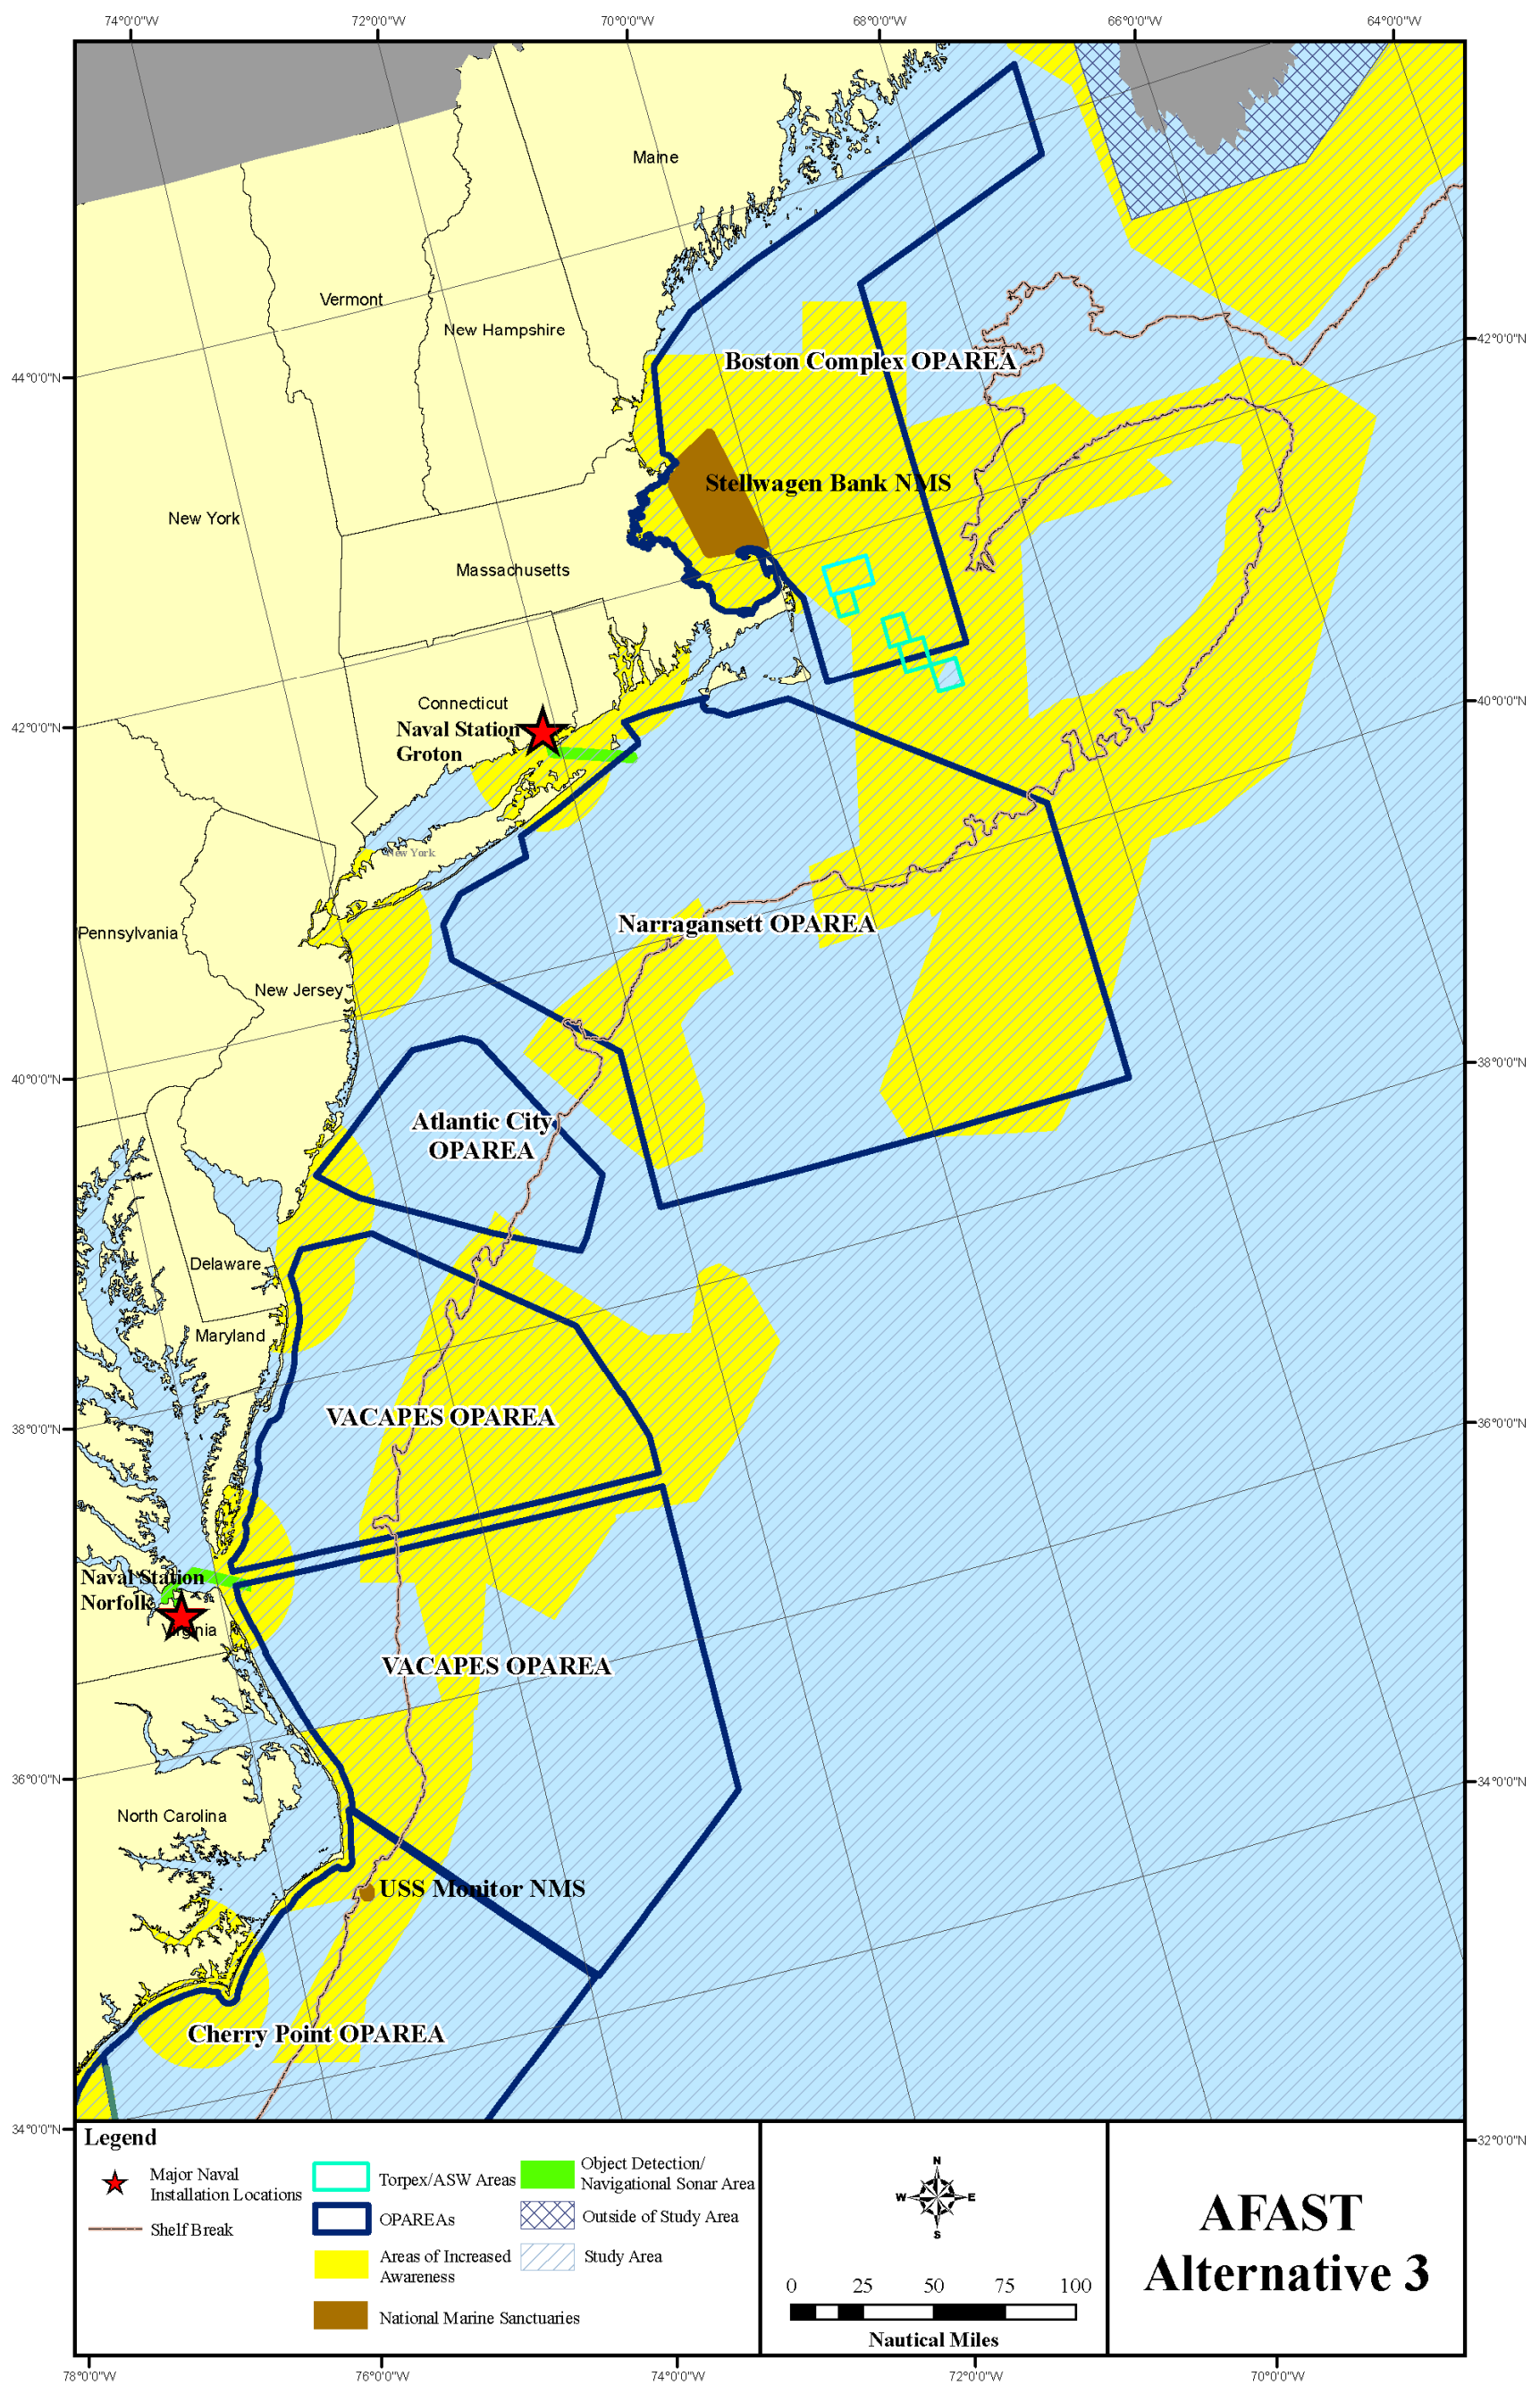 74°0'0"W
72°0'0"W
70°0'0"W
68°0'0"W
66°0'0"W
64°0'0"W
Maine
Vermont
New Hampshire
42°0'0"N
Boston Complex OPAREA
44°0'0"N
Stellwagen Bank NMS
New York
Massachusetts
Connecticut
40°0'0"N
42°0'0"N
Naval Station
Groton
New York
Narragansett OPAREA
Pennsylvania
New Jersey
38°0'0"N
40°0'0"N
Atlantic City
OPAREA
Delaware
Maryland
VACAPES OPAREA
36°0'0"N
38°0'0"N
Naval Station
Norfolk
Virginia
VACAPES OPAREA
36°0'0"N
34°0'0"N
North Carolina
USS Monitor NMS
Cherry Point OPAREA
34°0'0"N
32°0'0"N
Legend
Major Naval
Installation Locations
Shelf Break
Torpex/ASW Areas
OPAREAs
Areas of Increased
Awareness
National Marine Sanctuaries
Object Detection/
Navigational Sonar Area
Outside of Study Area
Study Area
N
W E
S
0 25 50 75 100
Nautical Miles
AFAST
Alternative 3
78°0'0"W
76°0'0"W
74°0'0"W
72°0'0"W
70°0'0"W